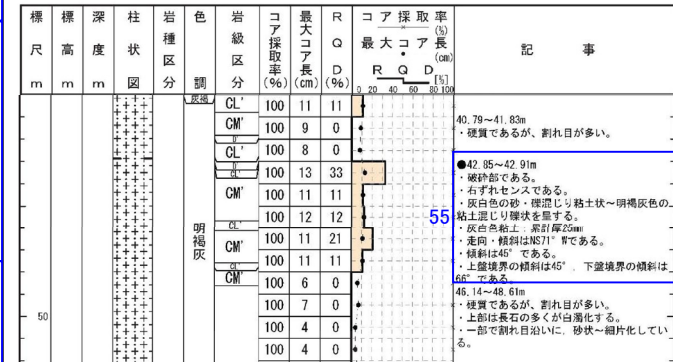 標尺 m
標高 m
深度 m
柱状図
岩種区分
色調
岩級区分
コア採取率(%)
最大コア長(cm)
RQD(%)
コア採取率
最大コア長(cm)
RQD[%]
0 20 40 60 80 100
記事
灰褐
明褐灰
50
CL' 100 11 11
CM' 100 9 0
D'
CL' 100 8 0
D'
CL' 100 13 33
CM' 100 11 11
100 12 12
CL'
CM' 100 11 21
100 11 11
CL'
CM' 100 6 0
100 7 0
100 4 0
100 4 0
40.79～41.83m
・硬質であるが、割れ目が多い。
55
●42.85～42.91m
・破砕部である。
・右ずれセンスである。
・灰白色の砂・礫混じり粘土状～明褐灰色の
粘土混じり礫状を呈する。
・灰白色粘土：累計厚25mm
・走向・傾斜はNS71°Wである。
・傾斜は45°である。
・上盤境界の傾斜は45°、下盤境界の傾斜は
66°である。
46.14～48.61m
・硬質であるが、割れ目が多い。
・上部は長石の多くが白濁化する。
・一部で割れ目沿いに、砂状～細片化してい
る。